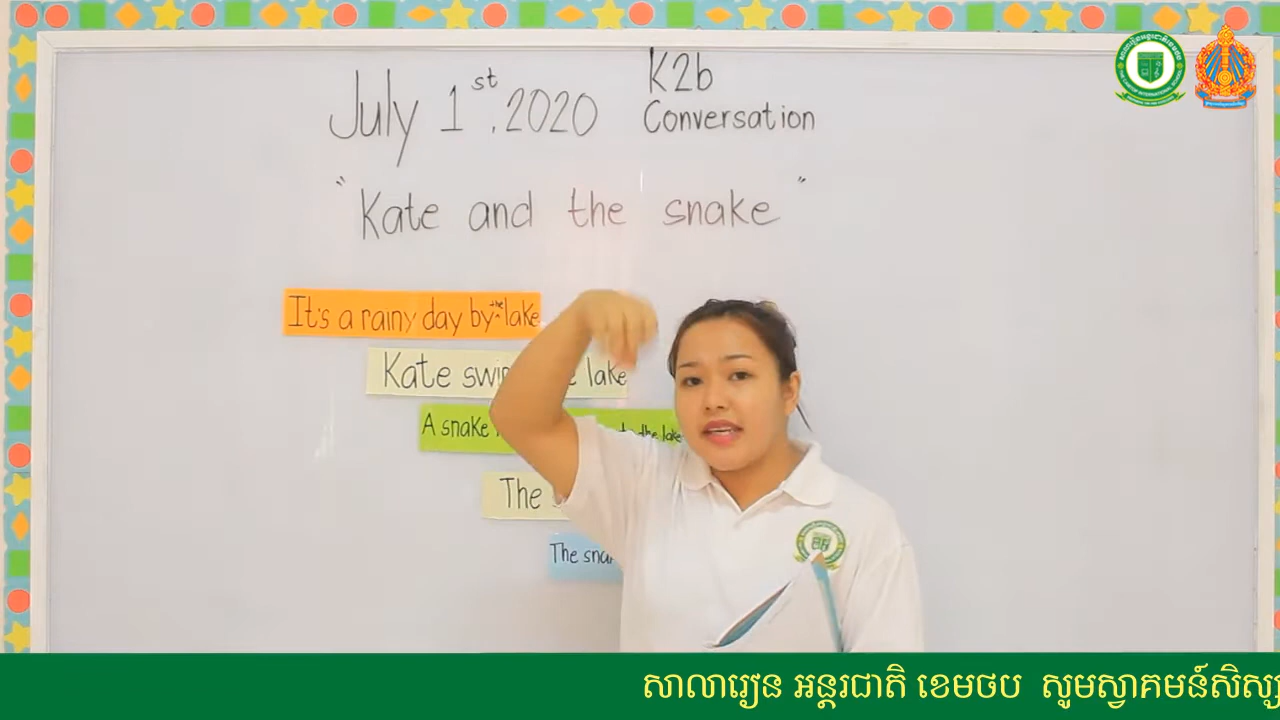 July 1st, 2020
K2b
Conversation
"Kate and the snake"
It's a rainy day by the lake
Kate lake
A snake to the lake
The
The
សាលារៀន អន្តរជាតិ ខេមថប សូមស្វាគមន៍សិស្ស